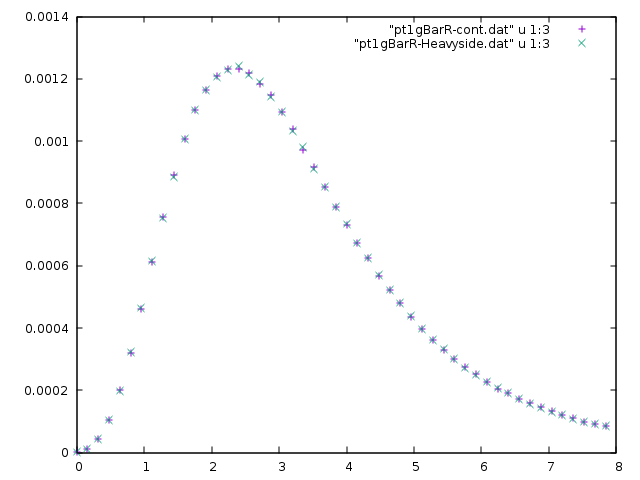 0.0014
"pt1gBarR-cont.dat" u 1:3
"pt1gBarR-Heavyside.dat" u 1:3
0.0012
0.001
0.0008
0.0006
0.0004
0.0002
0
0 1 2 3 4 5 6 7 8